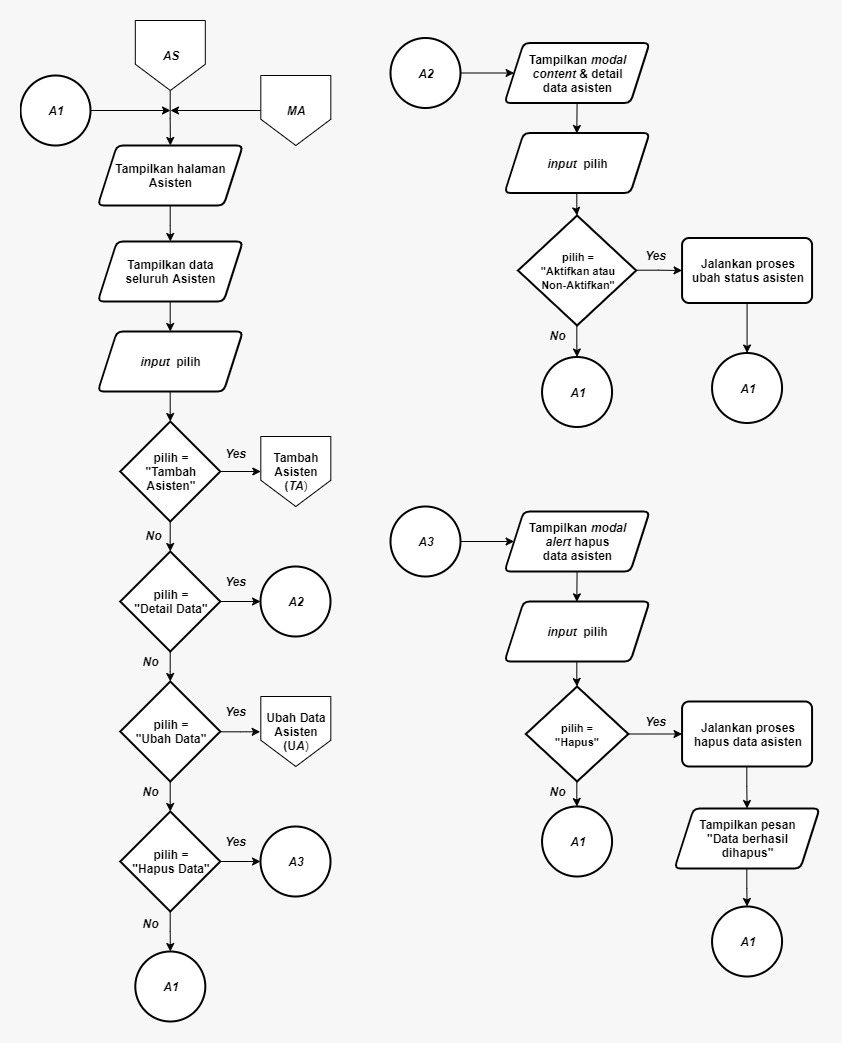 AS
A1
MA
Tampilkan halaman
Asisten
Tampilkan data
seluruh Asisten
input pilih
pilih =
"Tambah
Asisten"
Yes
Tambah
Asisten
(TA)
No
pilih =
"Detail Data"
Yes
A2
No
pilih =
"Ubah Data"
Yes
Ubah Data
Asisten
(UA)
No
pilih =
"Hapus Data"
Yes
A3
No
A1
A2
Tampilkan modal
content & detail
data asisten
input pilih
pilih =
"Aktifkan atau
Non-Aktifkan"
Yes
Jalankan proses
ubah status asisten
No
A1
A1
A3
Tampilkan modal
alert hapus
data asisten
input pilih
pilih =
"Hapus"
Yes
Jalankan proses
hapus data asisten
No
A1
Tampilkan pesan
"Data berhasil
dihapus"
A1